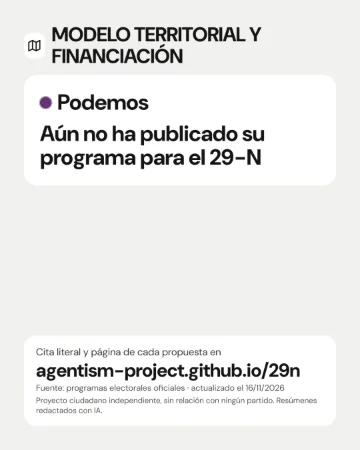 MODELO TERRITORIAL Y
FINANCIACIÓN
Podemos
Aún no ha publicado su
programa para el 29-N
Cita literal y página de cada propuesta en
agentism-project.github.io/29n
Fuente: programas electorales oficiales · actualizado el 16/11/2026
Proyecto ciudadano independiente, sin relación con ningún partido. Resúmenes
redactados con IA.